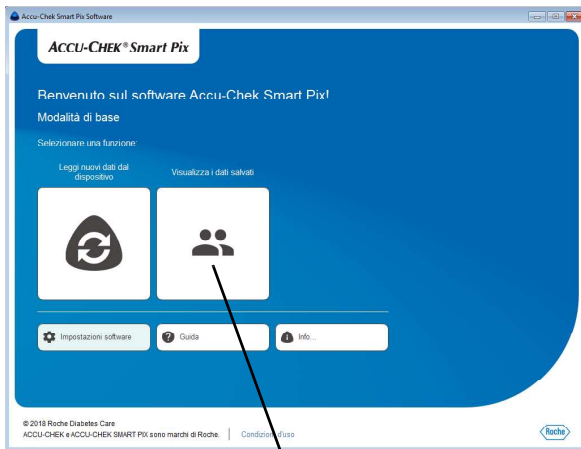 Accu-Chek Smart Pix Software
ACCU-CHEK® Smart Pix
Benvenuto sul software Accu-Chek Smart Pix!
Modalità di base
Selezionare una funzione:
Leggi nuovi dati dal
dispositivo
Visualizza i dati salvati
Impostazioni software
Guida
Info...
© 2018 Roche Diabetes Care
ACCU-CHEK e ACCU-CHEK SMART PIX sono marchi di Roche.
Condizioni d'uso
Roche